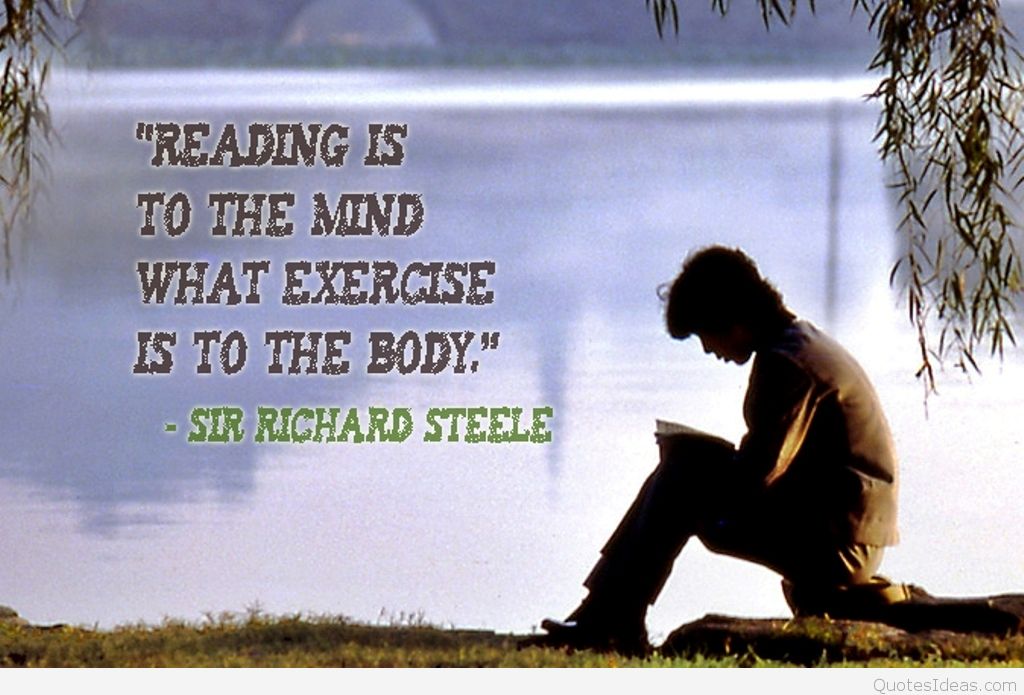 "READING IS
TO THE MIND
WHAT EXERCISE
IS TO THE BODY."
- SIR RICHARD STEELE
QuotesIdeas.com